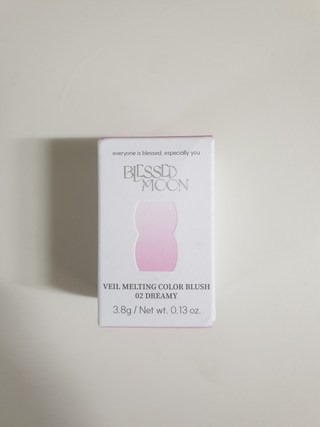 everyone is blessed, especially you
BLESSED
MOON
VEIL MELTING COLOR BLUSH
02 DREAMY
3.8g / Net wt. 0.13 oz.